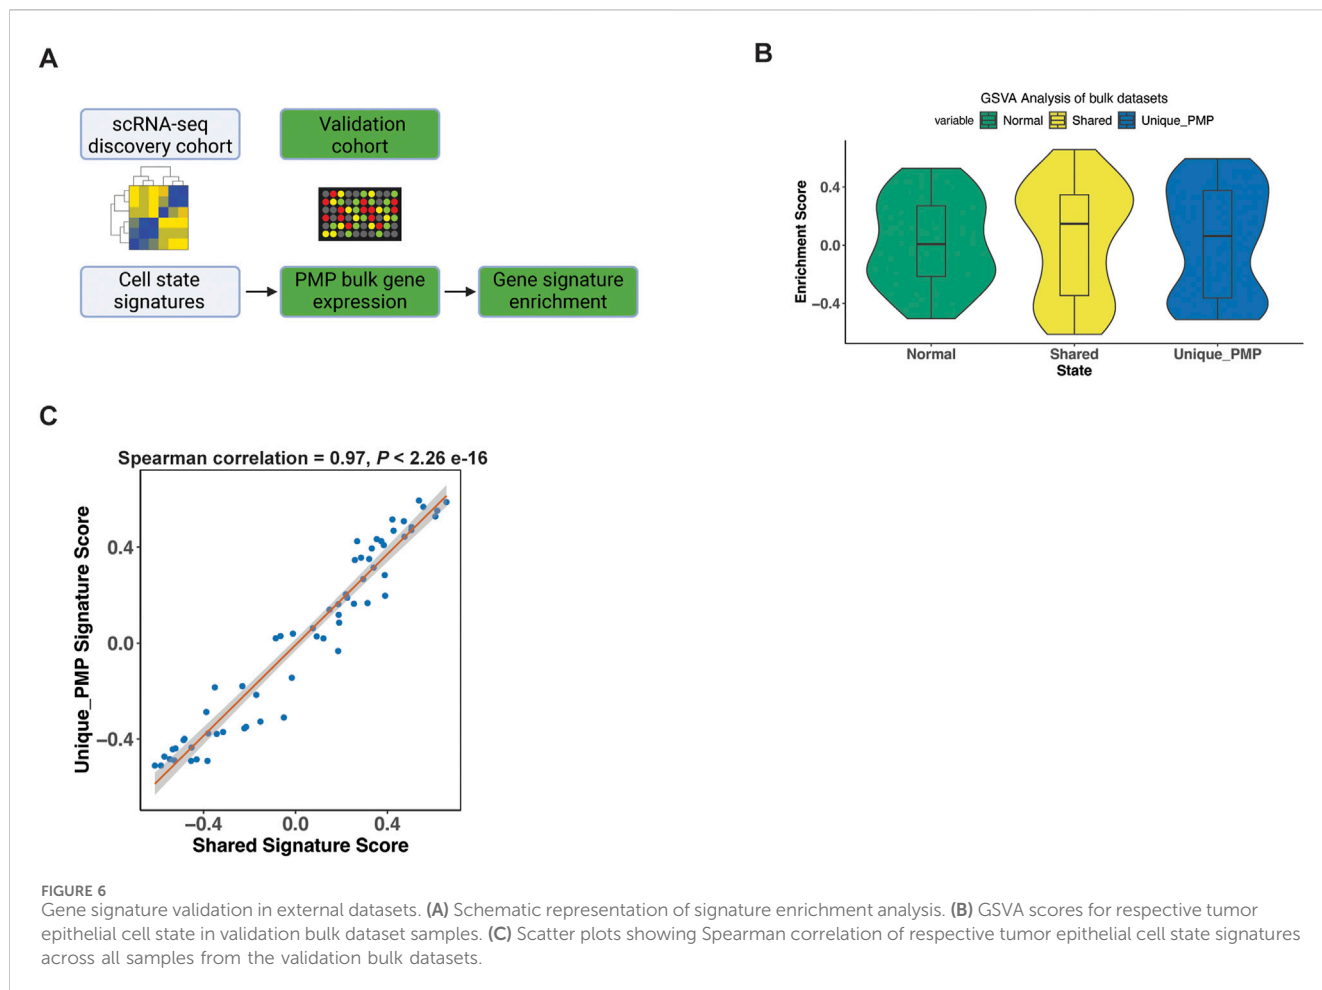 A
scRNA-seq
discovery cohort
Validation
cohort
Cell state
signatures
PMP bulk gene
expression
Gene signature
enrichment
B
GSVA Analysis of bulk datasets
variable Normal Shared Unique_PMP
Enrichment Score
0.4
0.0
−0.4
Normal Shared Unique_PMP
State
C
Spearman correlation = 0.97, P < 2.26 e-16
Unique_PMP Signature Score
0.4
0.0
−0.4
−0.4 0.0 0.4
Shared Signature Score
FIGURE 6
Gene signature validation in external datasets. (A) Schematic representation of signature enrichment analysis. (B) GSVA scores for respective tumor
epithelial cell state in validation bulk dataset samples. (C) Scatter plots showing Spearman correlation of respective tumor epithelial cell state signatures
across all samples from the validation bulk datasets.